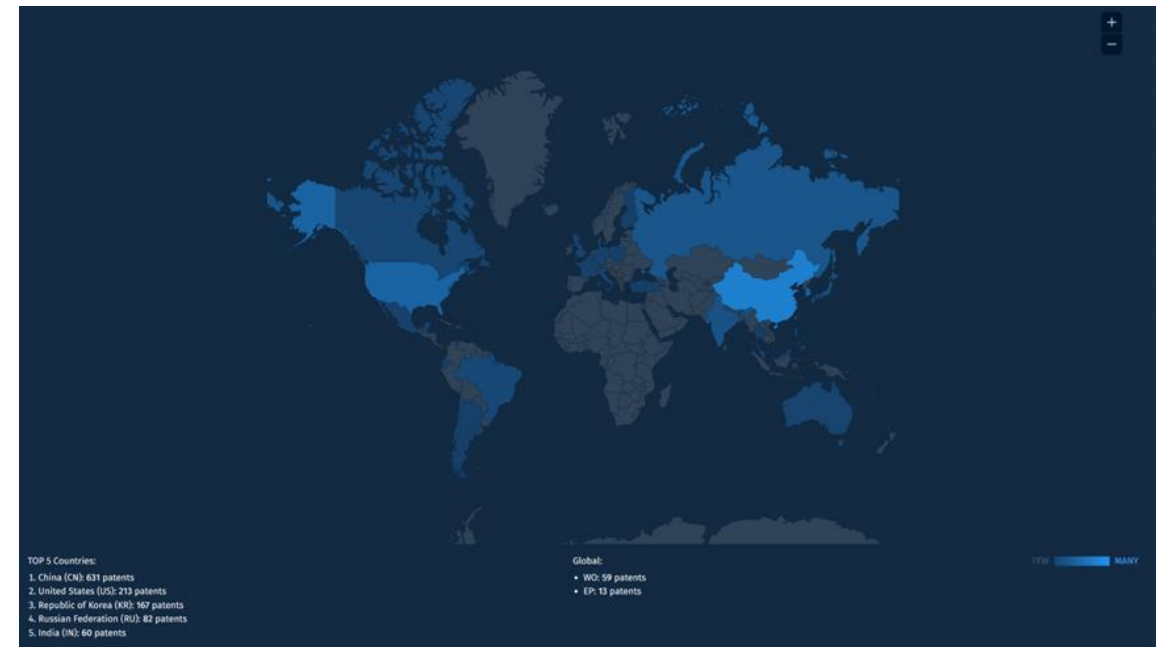 +
−
TOP 5 Countries:
1. China (CN): 631 patents
2. United States (US): 213 patents
3. Republic of Korea (KR): 167 patents
4. Russian Federation (RU): 82 patents
5. India (IN): 60 patents
Global:
• WO: 59 patents
• EP: 13 patents
FEW MANY